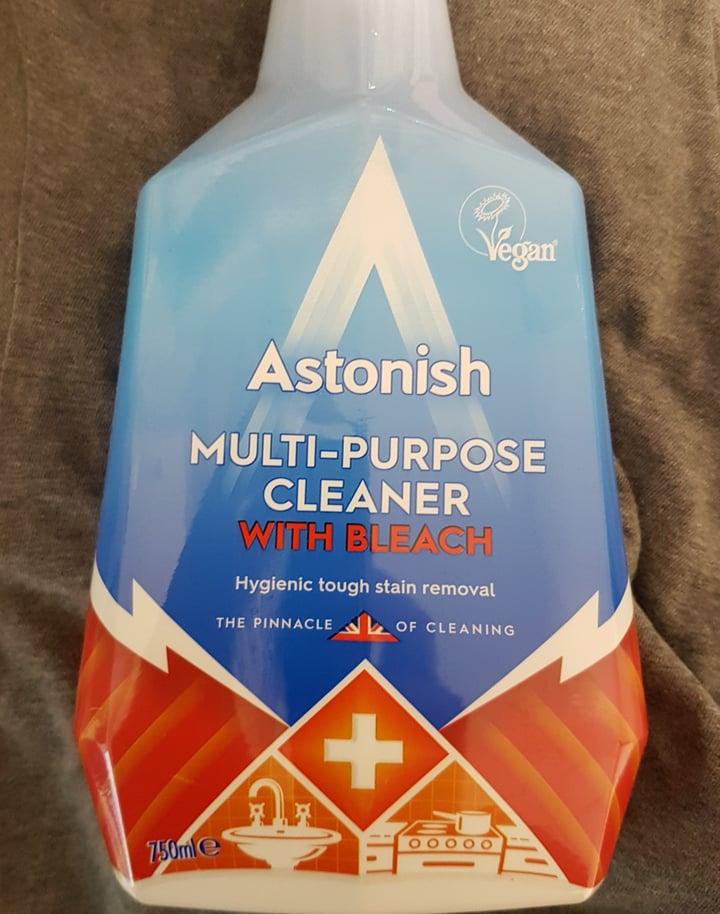 Vegan
Astonish
MULTI-PURPOSE
CLEANER
WITH BLEACH
Hygienic tough stain removal
THE PINNACLE OF CLEANING
750ml e